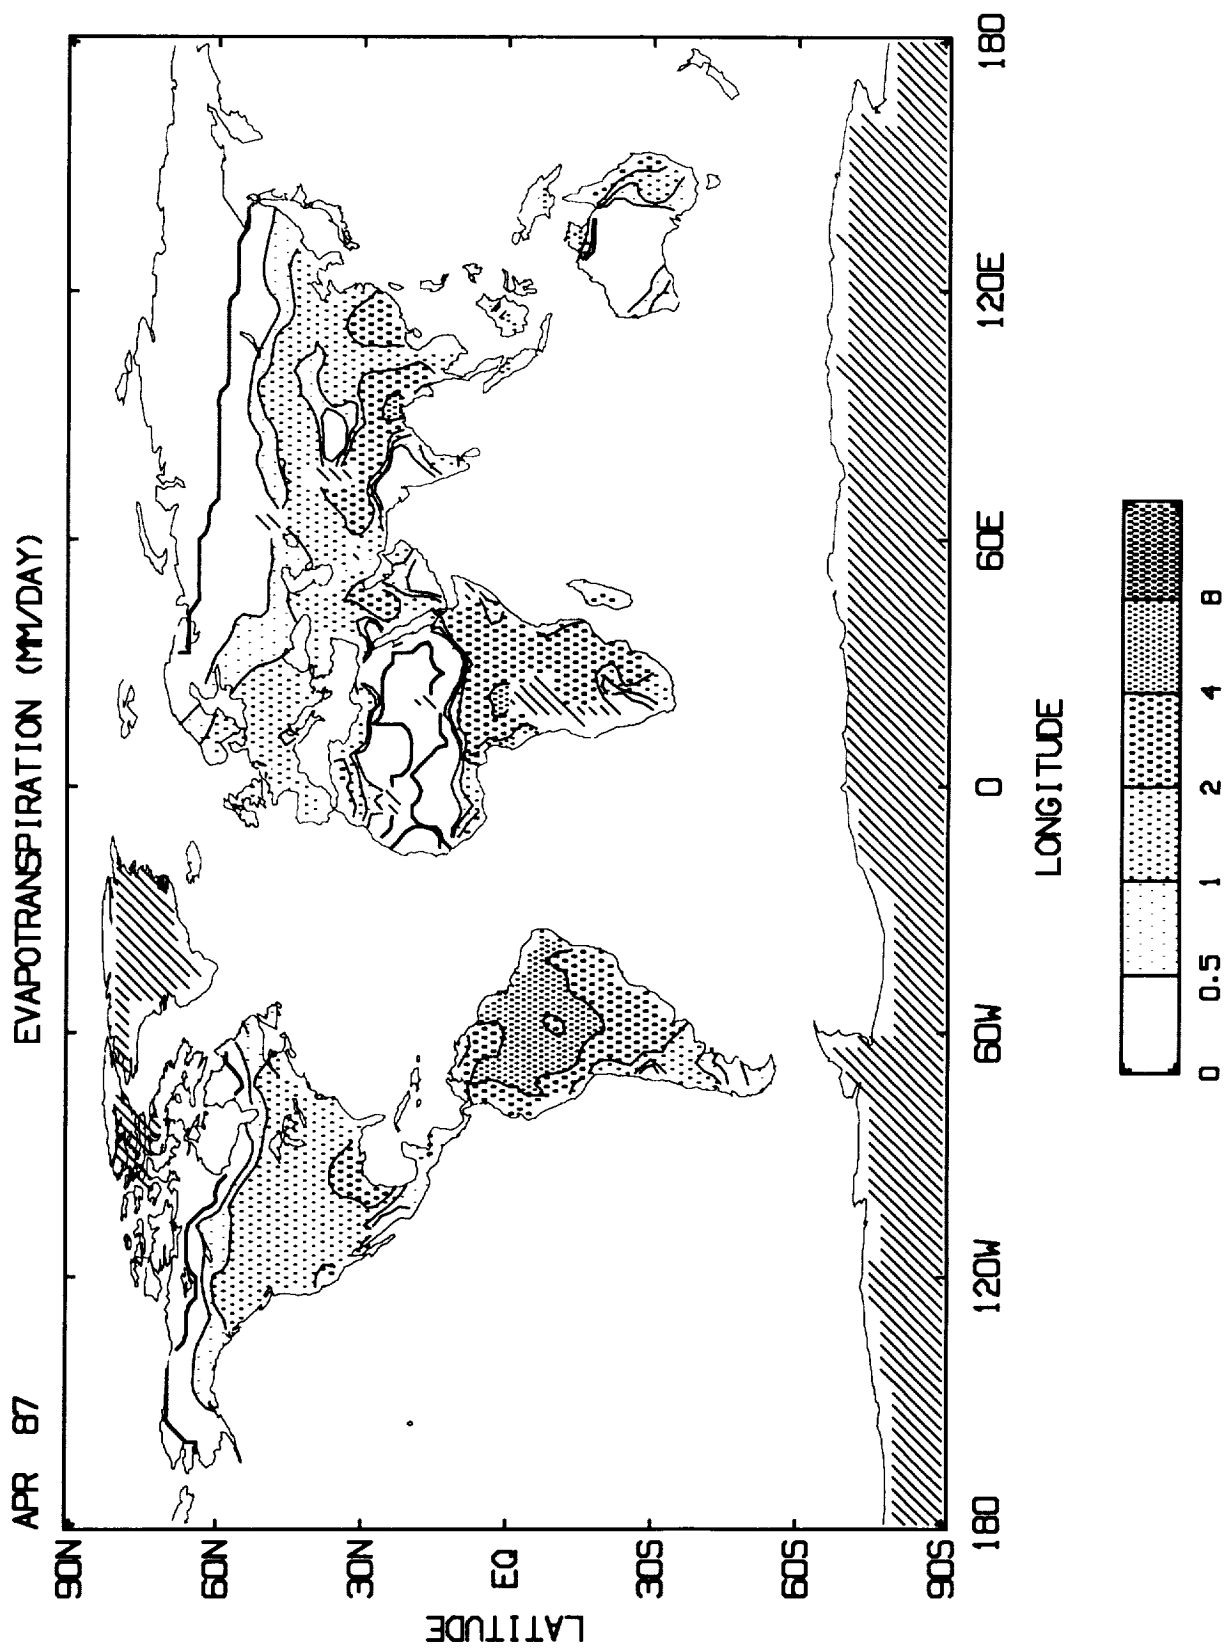 APR 87
EVAPOTRANSPIRATION (MM/DAY)
90N
60N
30N
EQ
30S
60S
90S
LATITUDE
180
120W
60W
0
60E
120E
180
LONGITUDE
0
0.5
1
2
4
8